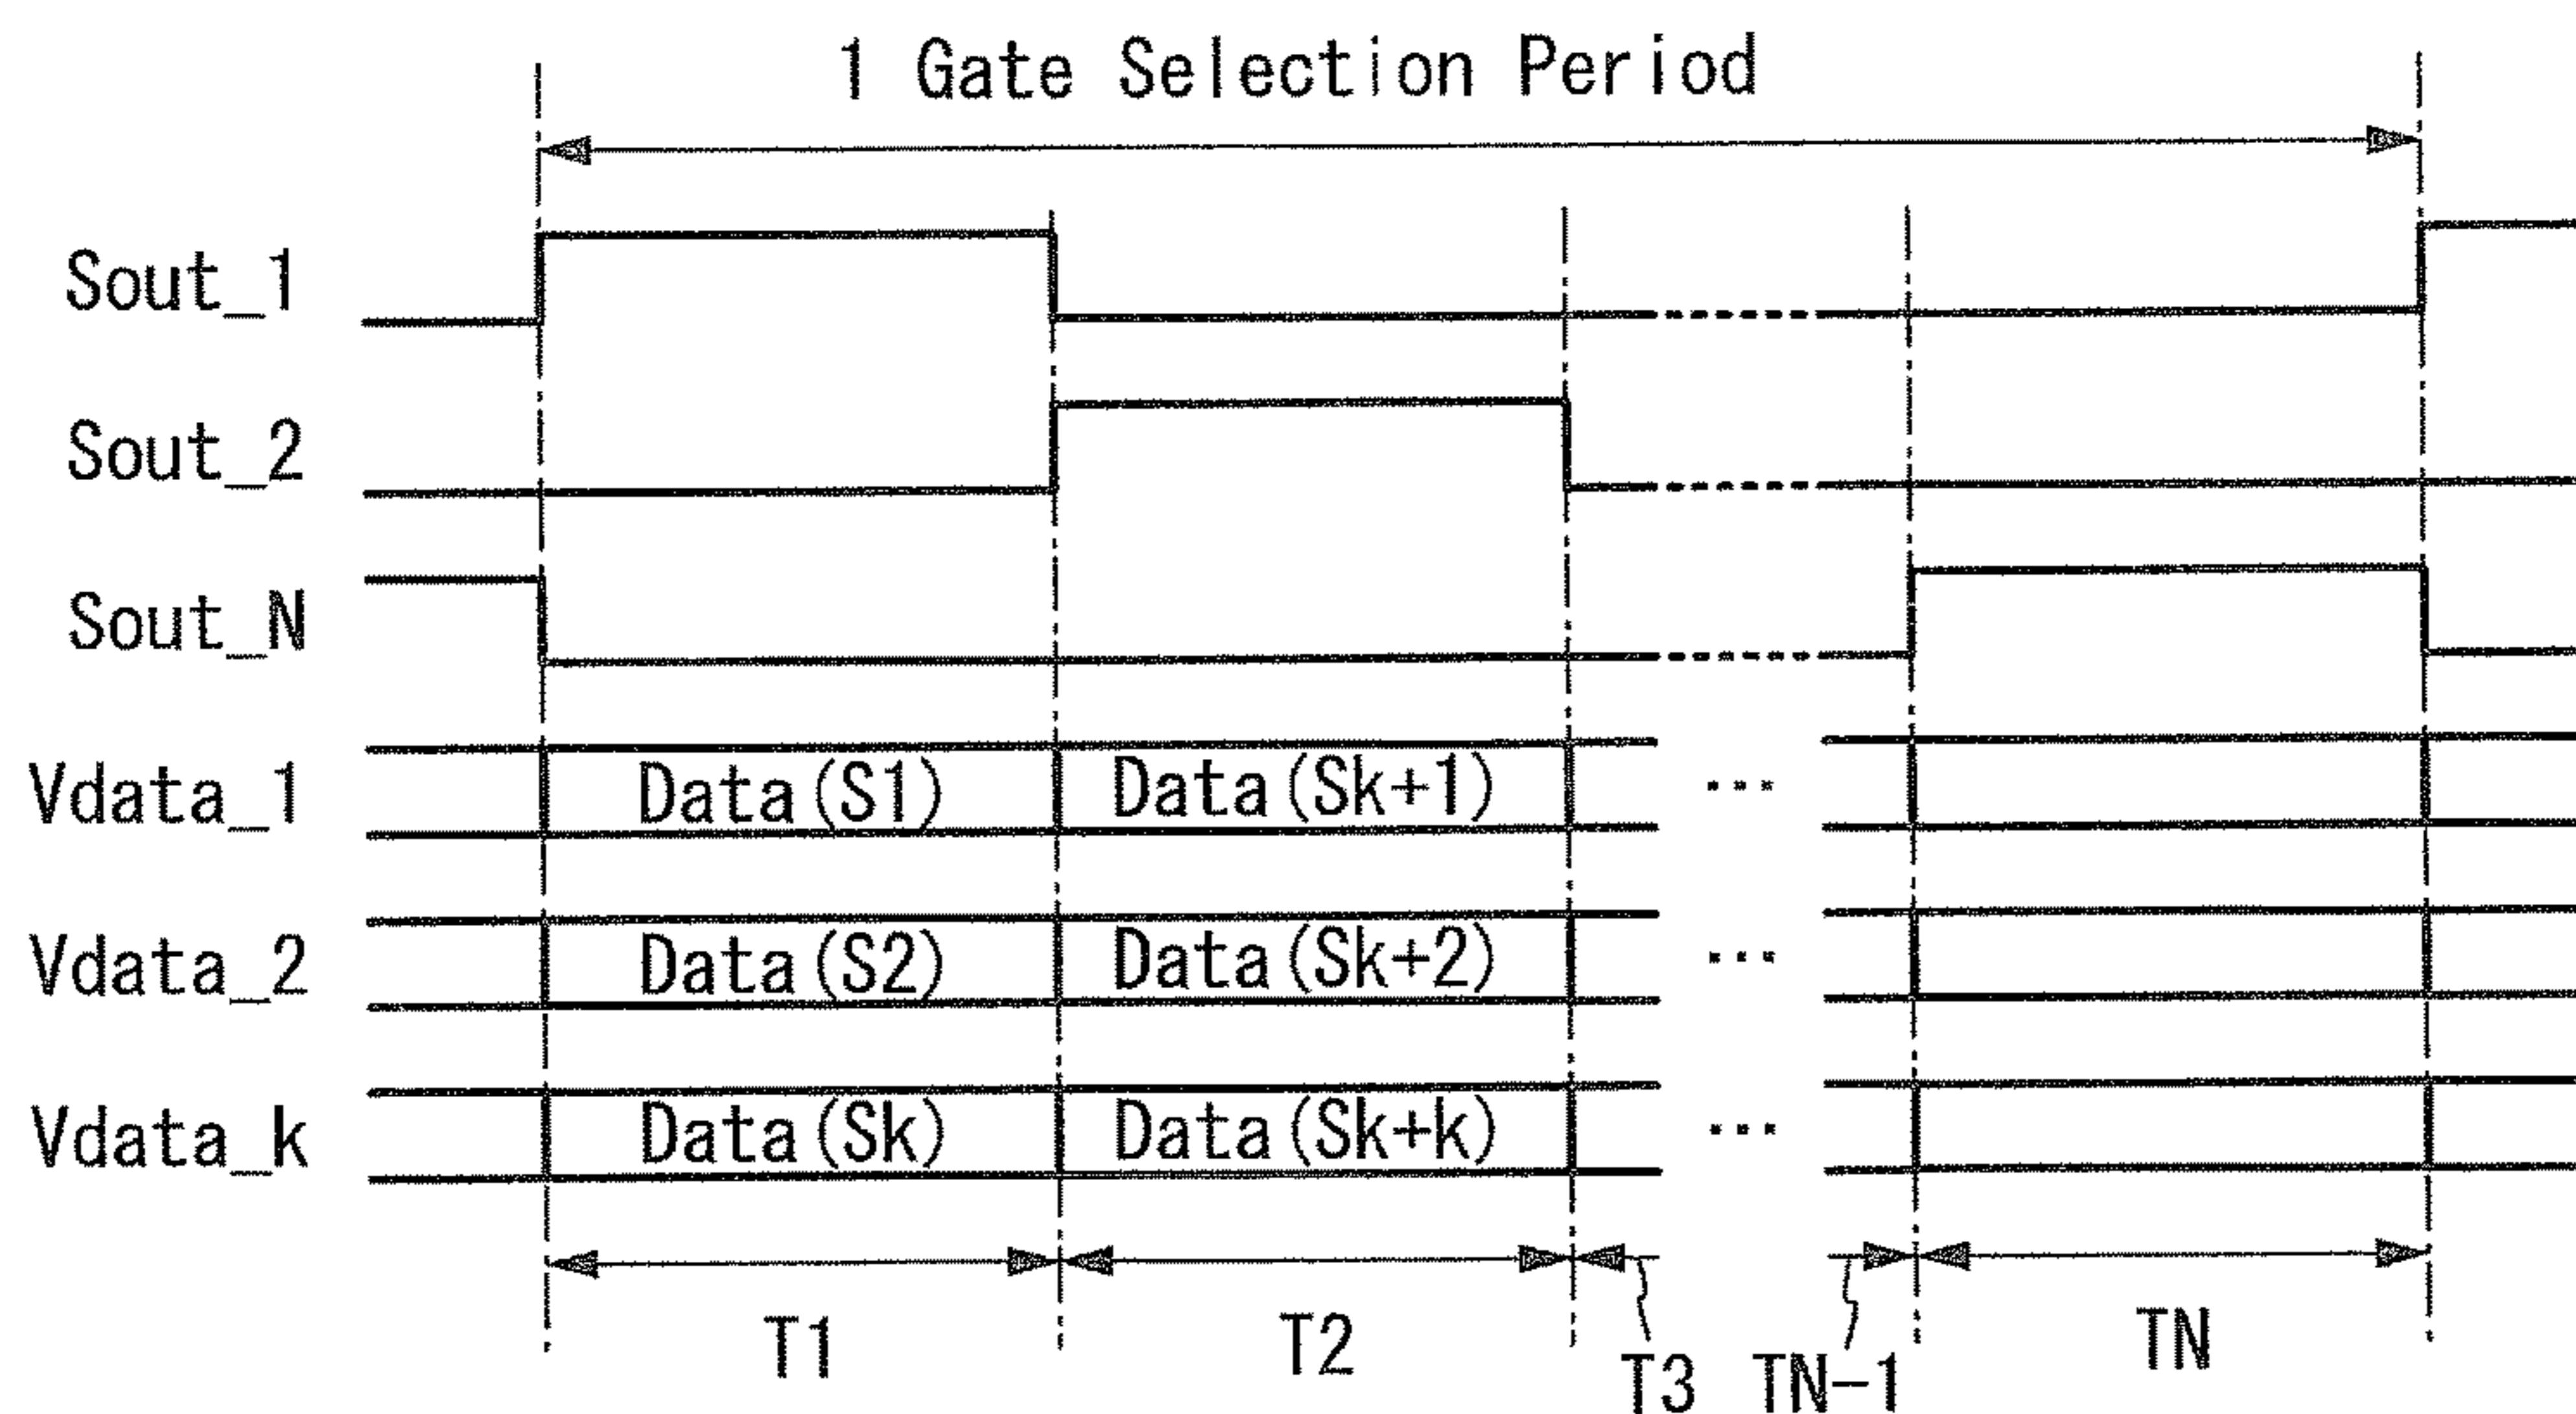 1 Gate Selection Period
Sout_1
Sout_2
Sout_N
Vdata_1 Data(S1) Data(Sk+1) ...
Vdata_2 Data(S2) Data(Sk+2) ...
Vdata_k Data(Sk) Data(Sk+k) ...
T1 T2 T3 TN-1 TN